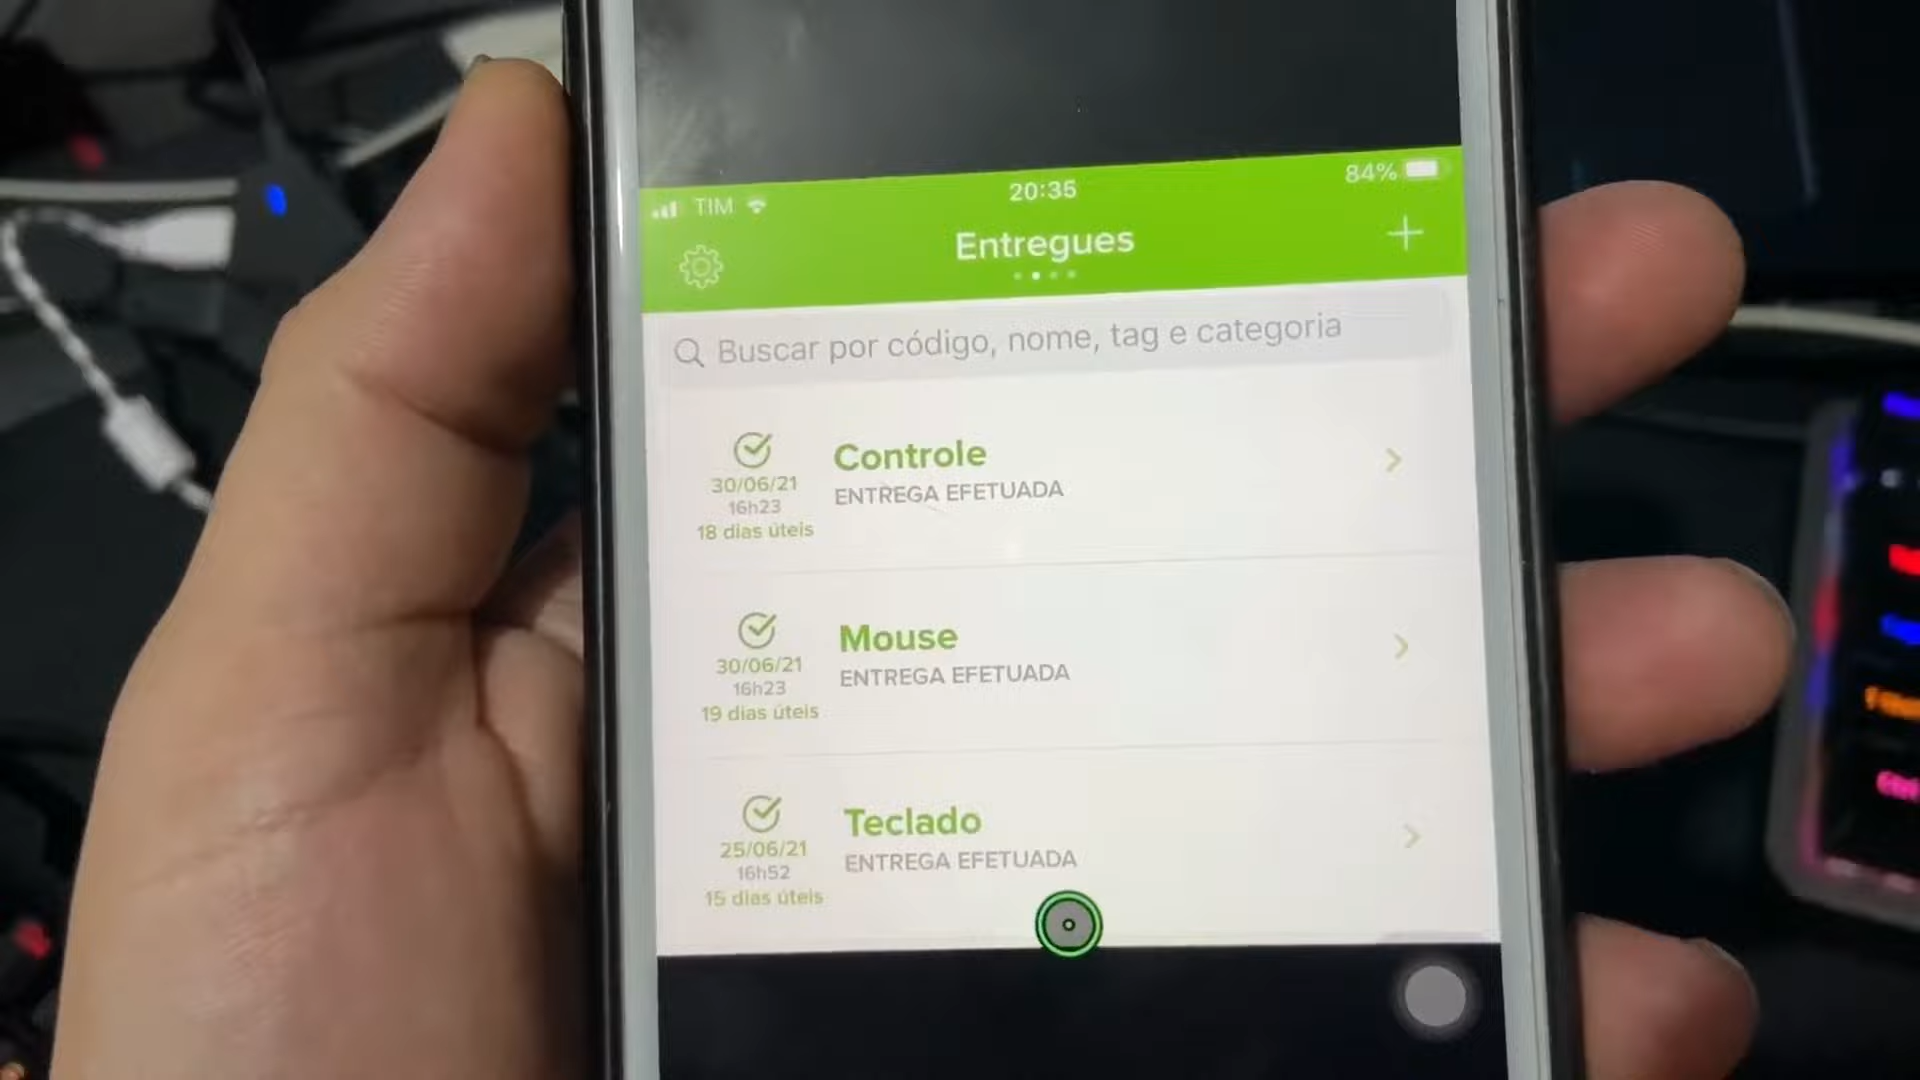 TIM
20:35
84%
Entregues
Buscar por código, nome, tag e categoria
30/06/21
16h23
18 dias úteis
Controle
ENTREGA EFETUADA
30/06/21
16h23
19 dias úteis
Mouse
ENTREGA EFETUADA
25/06/21
16h52
15 dias úteis
Teclado
ENTREGA EFETUADA